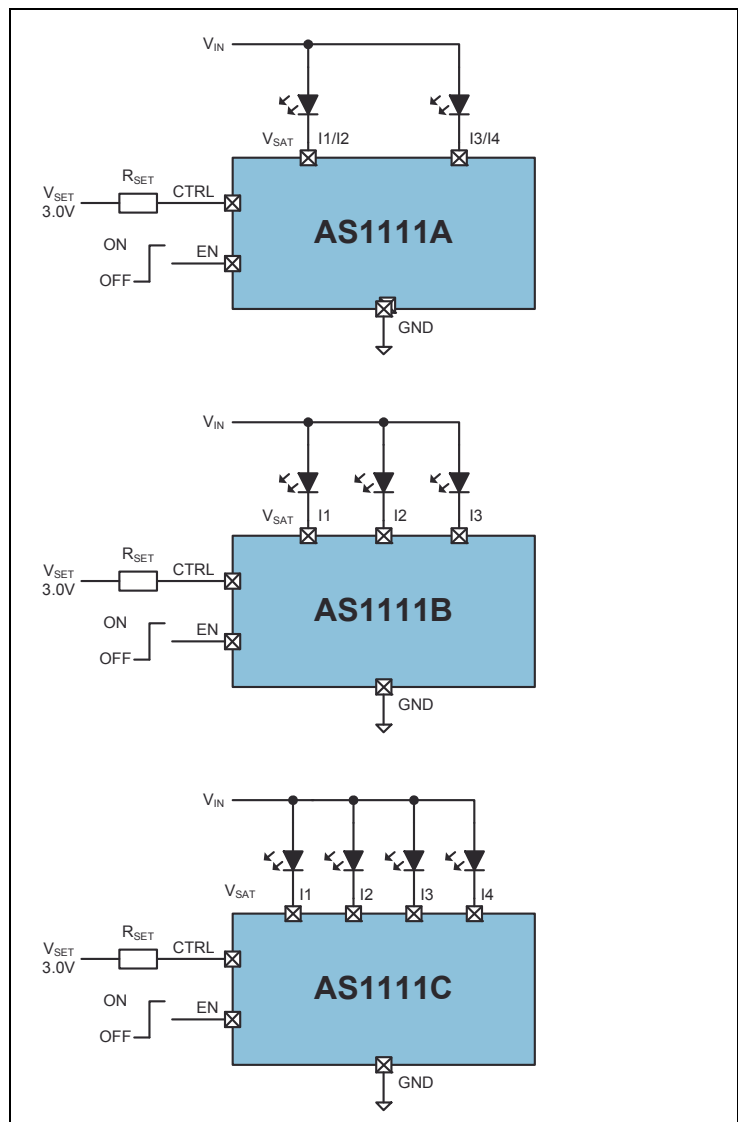 VIN
VSAT I1/I2 I3/I4
RSET
VSET
3.0V
CTRL
AS1111A
ON
OFF
EN
GND
VIN
VSAT I1 I2 I3
RSET
VSET
3.0V
CTRL
AS1111B
ON
OFF
EN
GND
VIN
VSAT I1 I2 I3 I4
RSET
VSET
3.0V
CTRL
AS1111C
ON
OFF
EN
GND